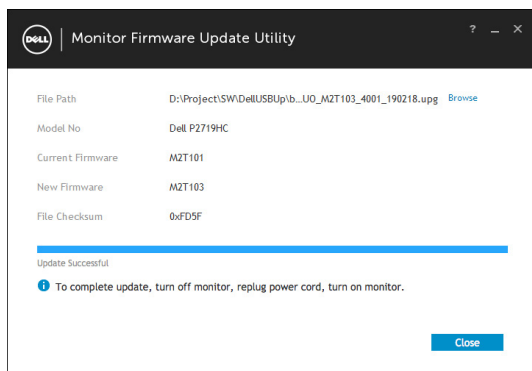 DELL Monitor Firmware Update Utility ? _ ×
File Path D:\Project\SW\DellUSBUp\b...UO_M2T103_4001_190218.upg Browse
Model No Dell P2719HC
Current Firmware M2T101
New Firmware M2T103
File Checksum 0xFD5F
Update Successful
To complete update, turn off monitor, replug power cord, turn on monitor.
Close